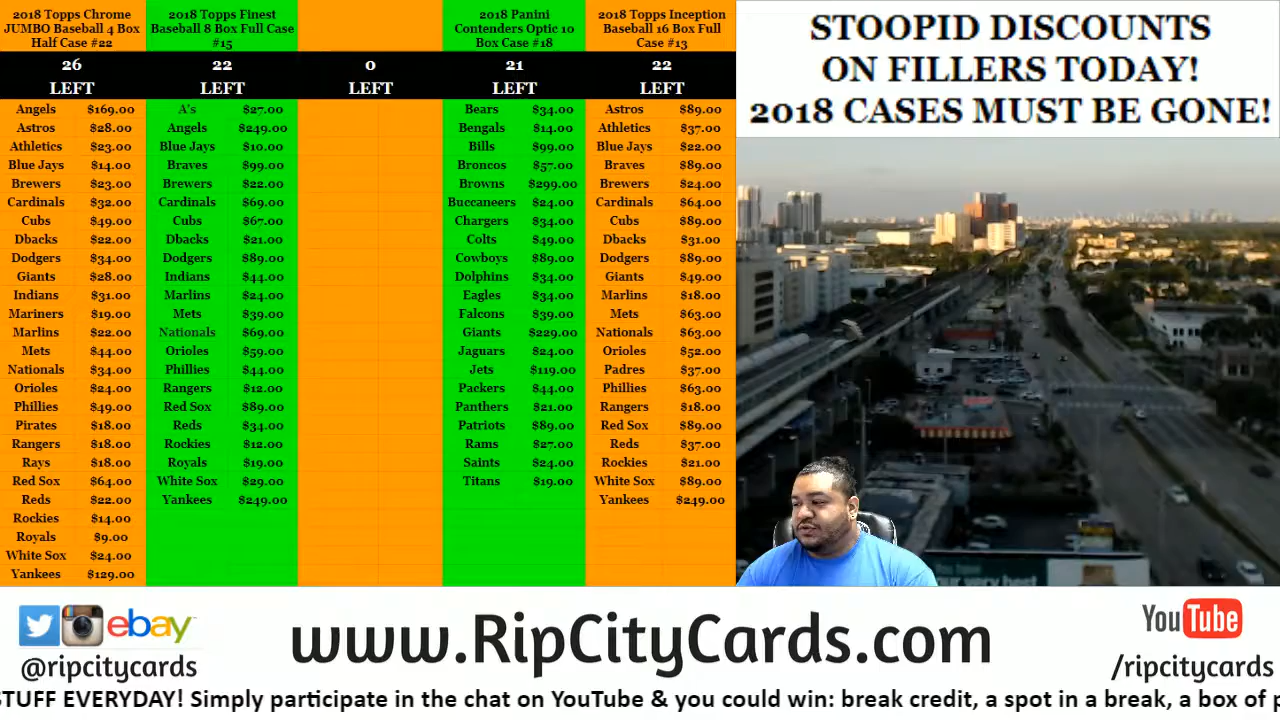 2018 Topps Chrome
JUMBO Baseball 4 Box
Half Case #22
26
LEFT
Angels $169.00
Astros $28.00
Athletics $23.00
Blue Jays $14.00
Brewers $23.00
Cardinals $32.00
Cubs $49.00
Dbacks $22.00
Dodgers $34.00
Giants $28.00
Indians $31.00
Mariners $19.00
Marlins $22.00
Mets $44.00
Nationals $34.00
Orioles $24.00
Phillies $49.00
Pirates $18.00
Rangers $18.00
Rays $18.00
Red Sox $64.00
Reds $22.00
Rockies $14.00
Royals $9.00
White Sox $24.00
Yankees $129.00
2018 Topps Finest
Baseball 8 Box Full Case
#15
22
LEFT
A's $27.00
Angels $249.00
Blue Jays $10.00
Braves $99.00
Brewers $22.00
Cardinals $69.00
Cubs $67.00
Dbacks $21.00
Dodgers $89.00
Indians $44.00
Marlins $24.00
Mets $39.00
Nationals $69.00
Orioles $59.00
Phillies $44.00
Rangers $12.00
Red Sox $89.00
Reds $34.00
Rockies $12.00
Royals $19.00
White Sox $29.00
Yankees $249.00
0
LEFT
2018 Panini
Contenders Optic 10
Box Case #18
21
LEFT
Bears $34.00
Bengals $14.00
Bills $99.00
Broncos $57.00
Browns $299.00
Buccaneers $24.00
Chargers $34.00
Colts $49.00
Cowboys $89.00
Dolphins $34.00
Eagles $34.00
Falcons $39.00
Giants $229.00
Jaguars $24.00
Jets $119.00
Packers $44.00
Panthers $21.00
Patriots $89.00
Rams $27.00
Saints $24.00
Titans $19.00
2018 Topps Inception
Baseball 16 Box Full
Case #13
22
LEFT
Astros $89.00
Athletics $37.00
Blue Jays $22.00
Braves $89.00
Brewers $24.00
Cardinals $64.00
Cubs $89.00
Dbacks $31.00
Dodgers $89.00
Giants $49.00
Marlins $18.00
Mets $63.00
Nationals $63.00
Orioles $52.00
Padres $37.00
Phillies $63.00
Rangers $18.00
Red Sox $89.00
Reds $37.00
Rockies $21.00
White Sox $89.00
Yankees $249.00
STOOPID DISCOUNTS
ON FILLERS TODAY!
2018 CASES MUST BE GONE!
your very best
ebay
@ripcitycards
www.RipCityCards.com
YouTube
/ripcitycards
STUFF EVERYDAY! Simply participate in the chat on YouTube & you could win: break credit, a spot in a break, a box of p